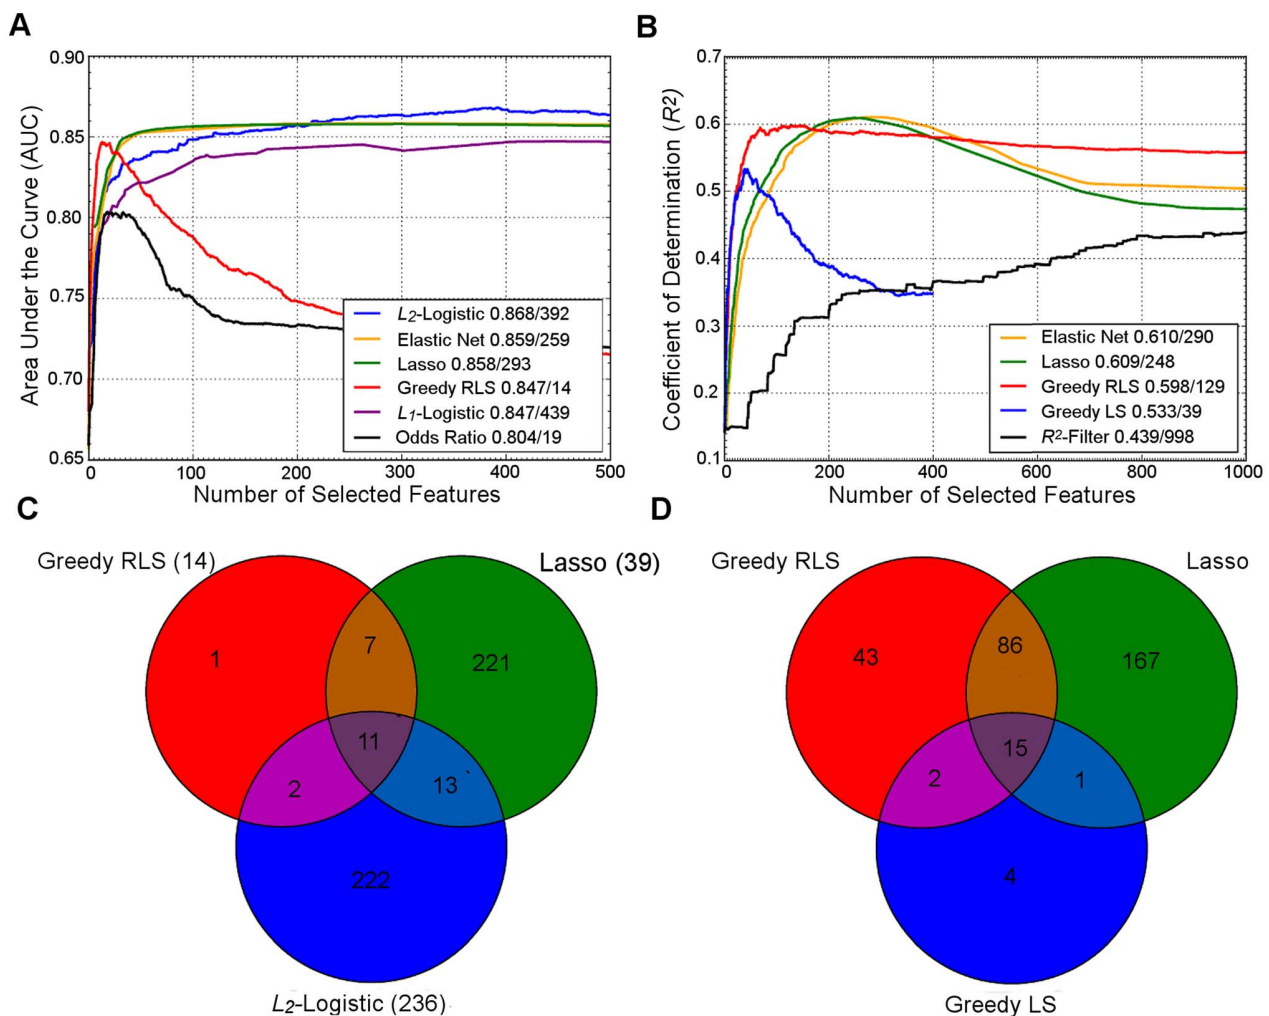 A
Area Under the Curve (AUC)
0.90
0.85
0.80
0.75
0.70
0.65
0 100 200 300 400 500
Number of Selected Features
L2-Logistic 0.868/392
Elastic Net 0.859/259
Lasso 0.858/293
Greedy RLS 0.847/14
L1-Logistic 0.847/439
Odds Ratio 0.804/19
B
Coefficient of Determination (R2)
0.7
0.6
0.5
0.4
0.3
0.2
0.1
0 200 400 600 800 1000
Number of Selected Features
Elastic Net 0.610/290
Lasso 0.609/248
Greedy RLS 0.598/129
Greedy LS 0.533/39
R2-Filter 0.439/998
C
Greedy RLS (14)
Lasso (39)
1
7
221
11
2
13
222
L2-Logistic (236)
D
Greedy RLS
Lasso
43
86
167
15
2
1
4
Greedy LS